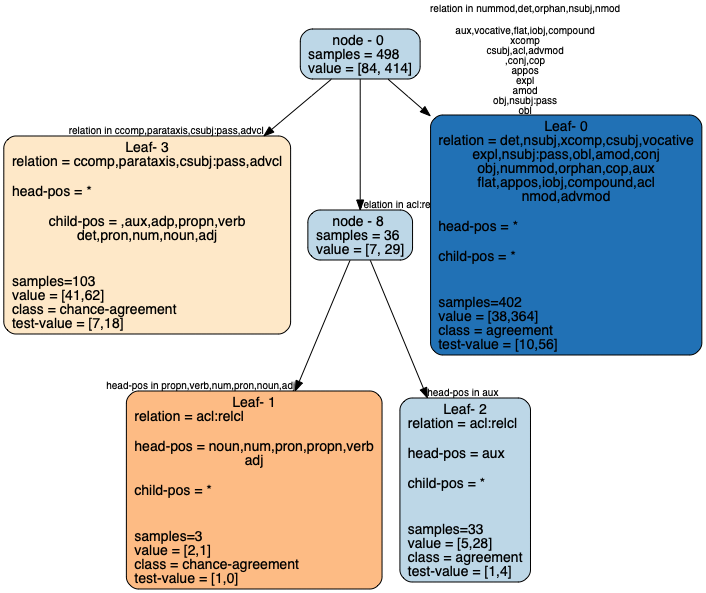 relation in nummod,det,orphan,nsubj,nmod
aux,vocative,flat,iobj,compound
xcomp
csubj,acl,advmod
,conj,cop
appos
expl
amod
obj,nsubj:pass
obl
node - 0
samples = 498
value = [84, 414]
relation in ccomp,parataxis,csubj:pass,advcl
Leaf- 3
relation = ccomp,parataxis,csubj:pass,advcl
head-pos = *
child-pos = ,aux,adp,propn,verb
det,pron,num,noun,adj
samples=103
value = [41,62]
class = chance-agreement
test-value = [7,18]
relation in acl:re
node - 8
samples = 36
value = [7, 29]
Leaf- 0
relation = det,nsubj,xcomp,csubj,vocative
expl,nsubj:pass,obl,amod,conj
obj,nummod,orphan,cop,aux
flat,appos,iobj,compound,acl
nmod,advmod
head-pos = *
child-pos = *
samples=402
value = [38,364]
class = agreement
test-value = [10,56]
head-pos in propn,verb,num,pron,noun,adj
Leaf- 1
relation = acl:relcl
head-pos = noun,num,pron,propn,verb
adj
child-pos = *
samples=3
value = [2,1]
class = chance-agreement
test-value = [1,0]
head-pos in aux
Leaf- 2
relation = acl:relcl
head-pos = aux
child-pos = *
samples=33
value = [5,28]
class = agreement
test-value = [1,4]